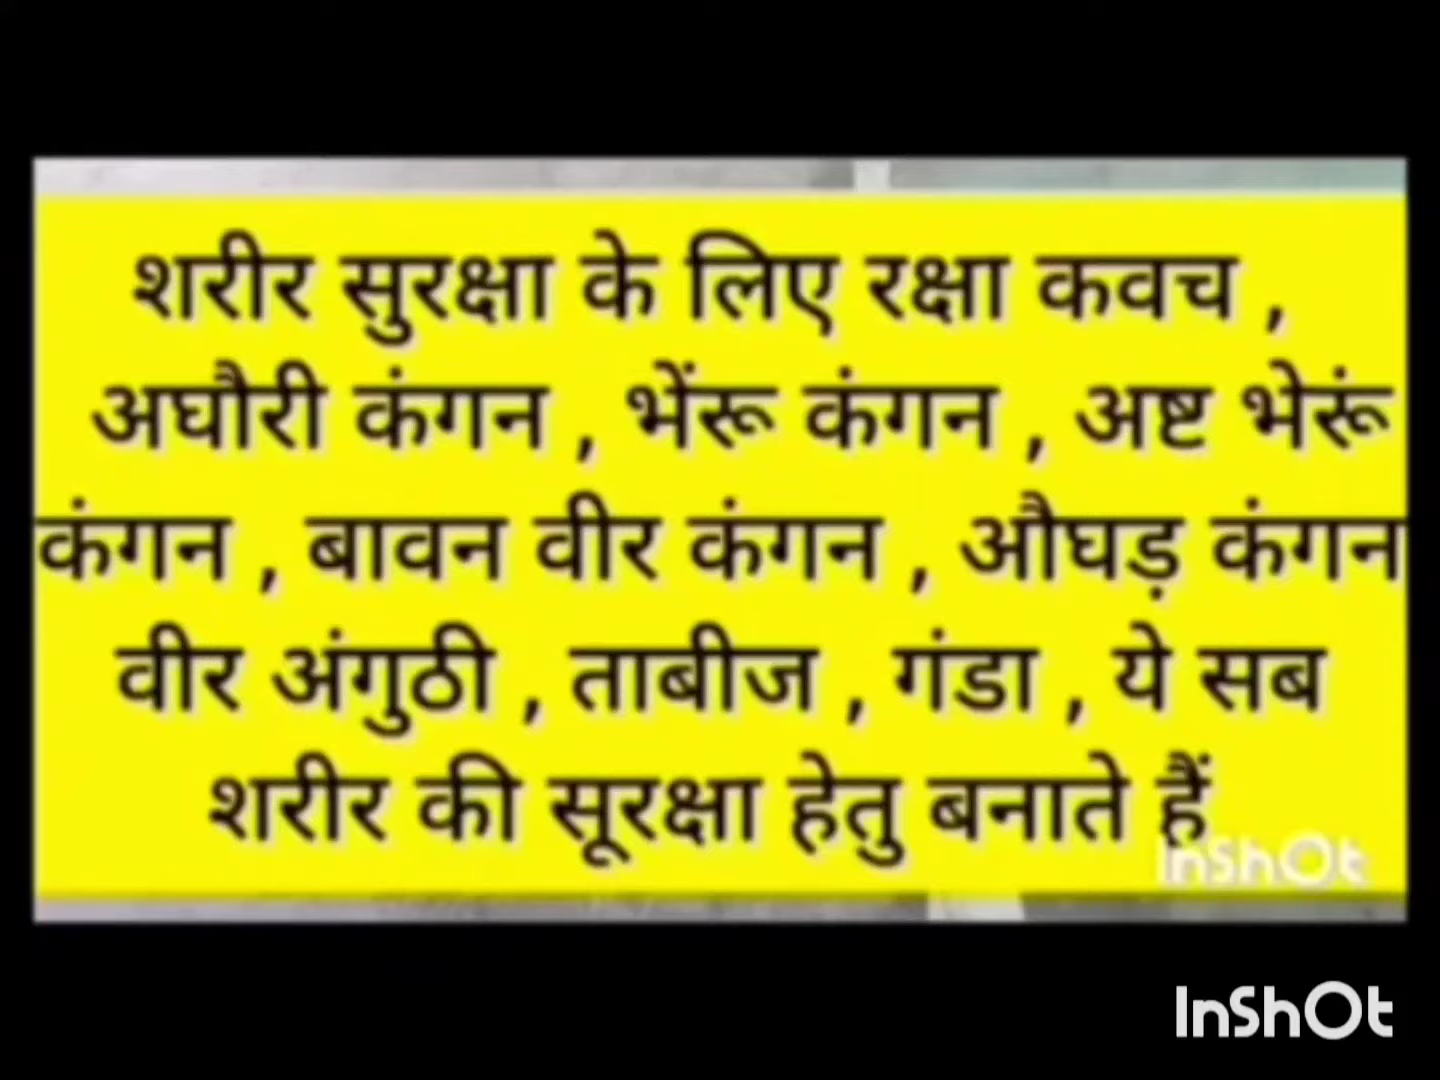 शरीर सुरक्षा के लिए रक्षा कवच ,
अघौरी कंगन , भेंरू कंगन , अष्ट भेरूं
कंगन , बावन वीर कंगन , औघड़ कंगन
वीर अंगुठी , ताबीज , गंडा , ये सब
शरीर की सूरक्षा हेतु बनाते हैं
InShOt
InShOt